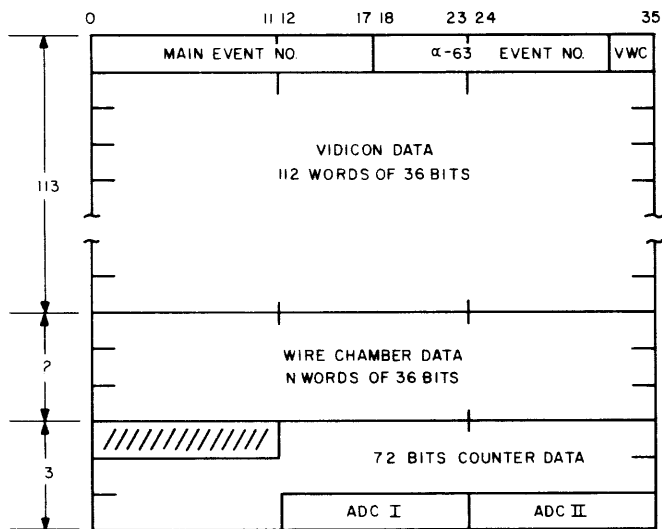 0 11 12 17 18 23 24 35
MAIN EVENT NO. α-63 EVENT NO. VWC
VIDICON DATA
112 WORDS OF 36 BITS
113
WIRE CHAMBER DATA
N WORDS OF 36 BITS
?
72 BITS COUNTER DATA
3
ADC I ADC II